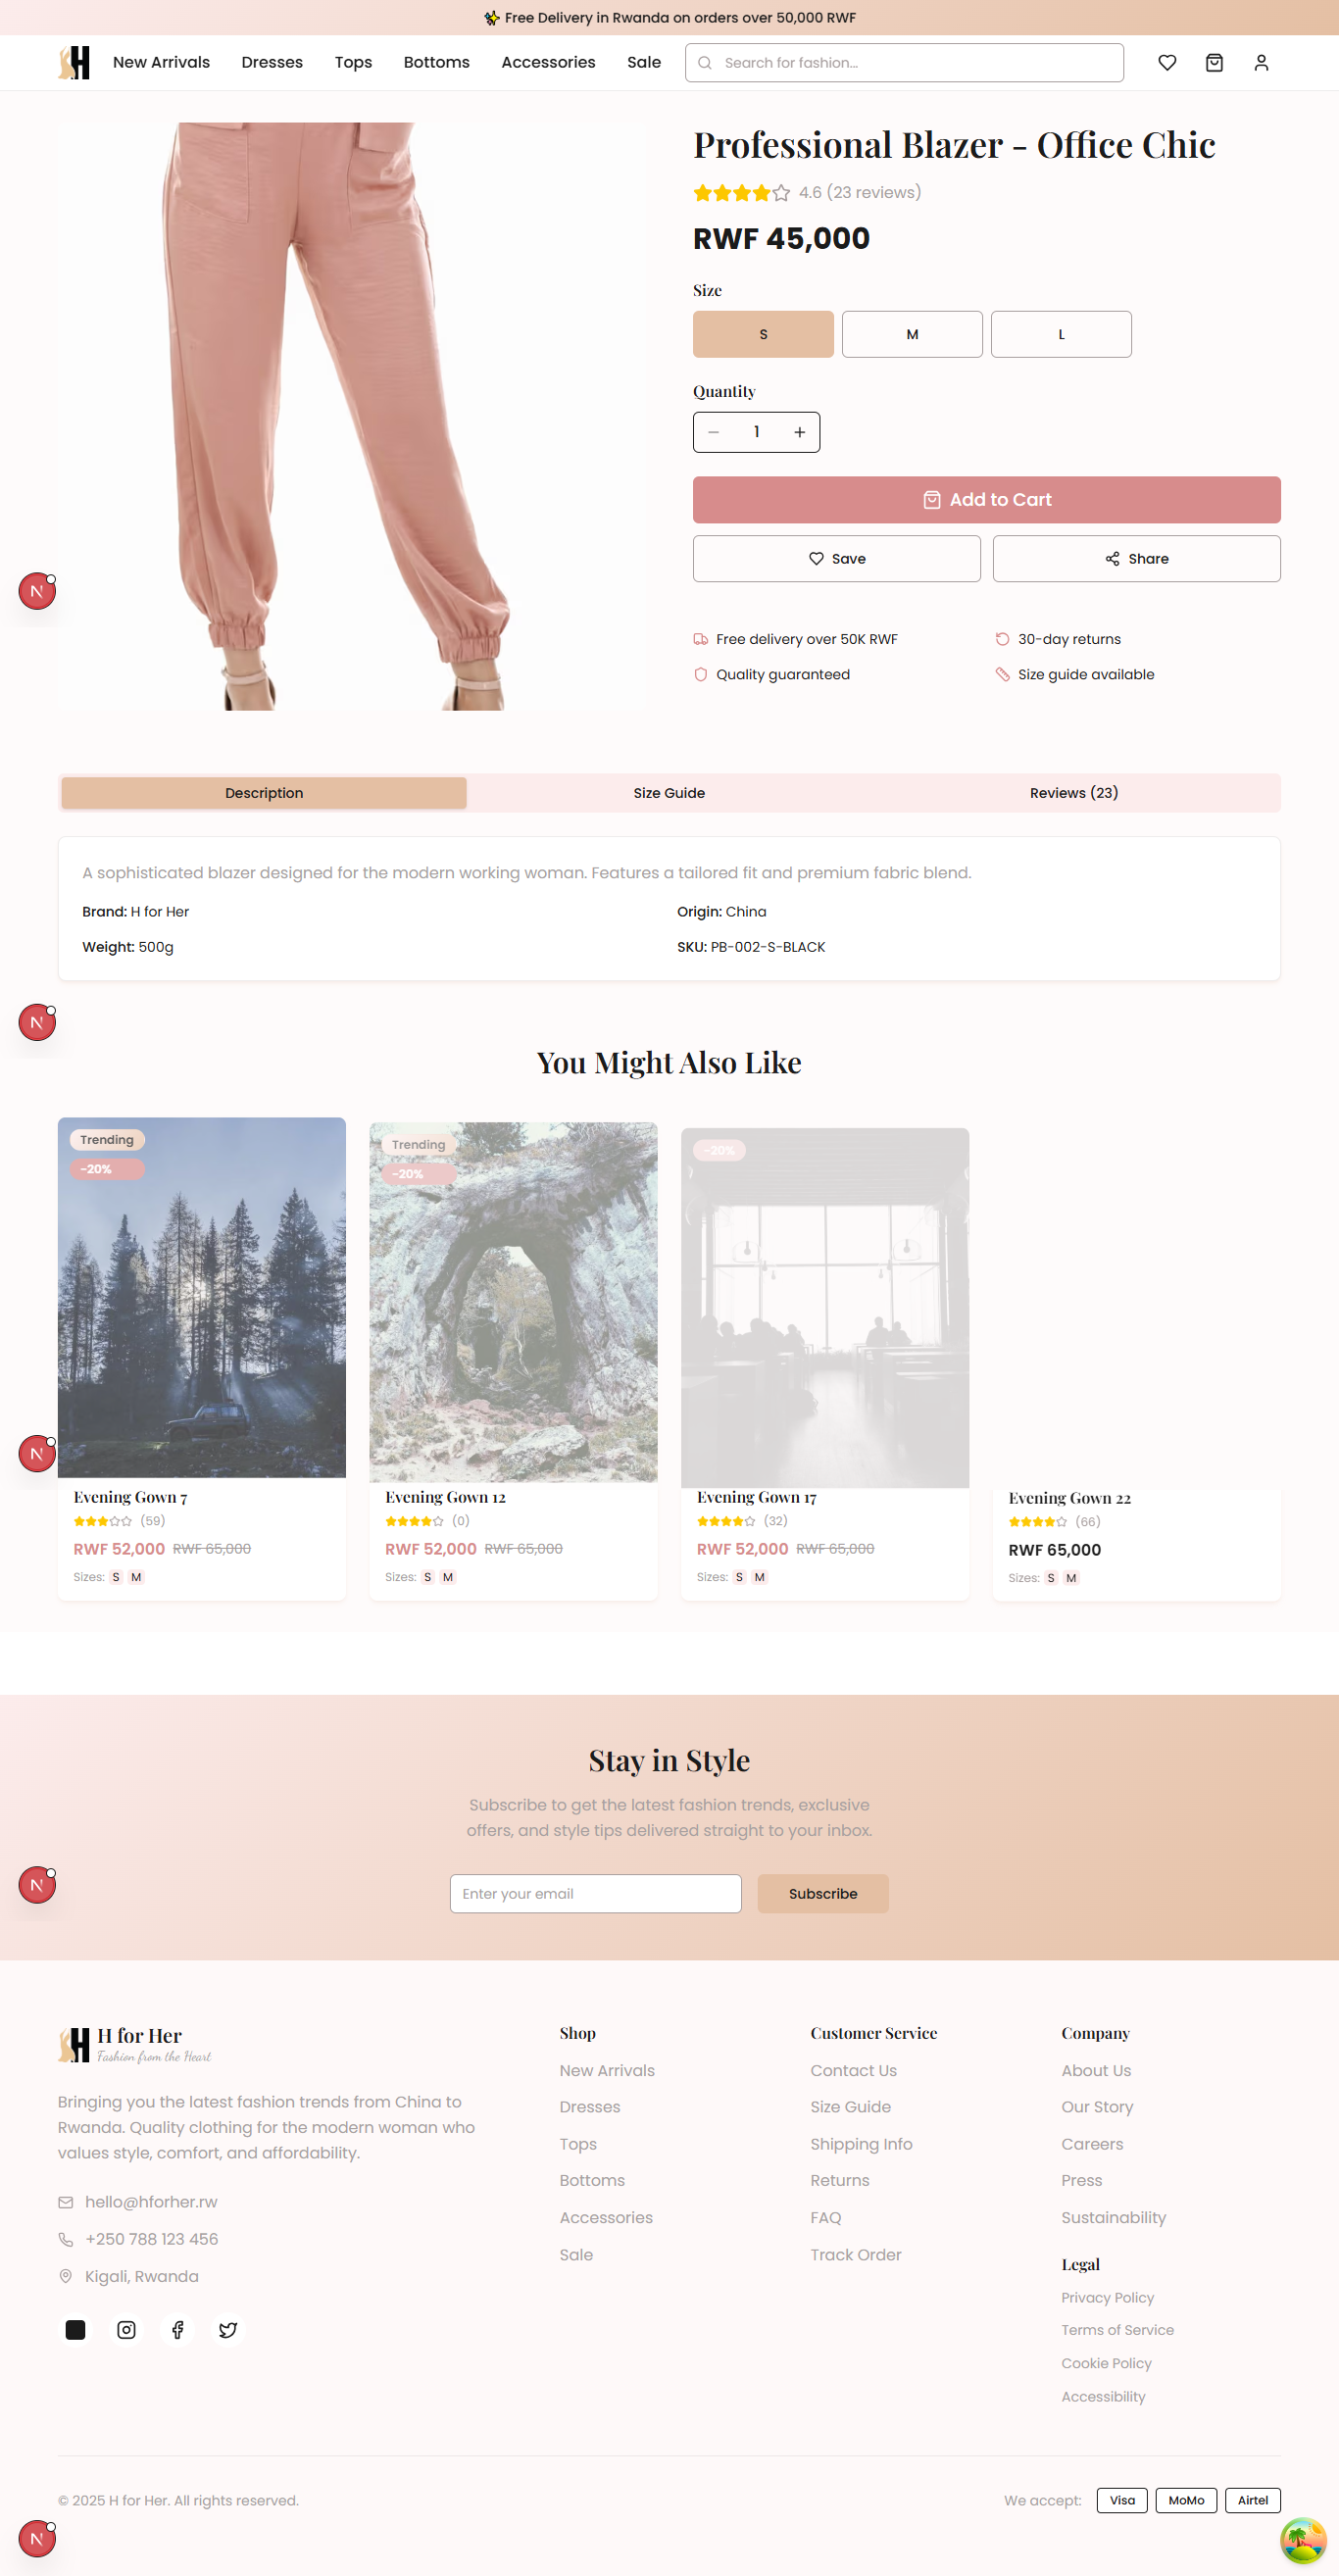 ✨ Free Delivery in Rwanda on orders over 50,000 RWF
H
New Arrivals Dresses Tops Bottoms Accessories Sale Search for fashion...
Professional Blazer - Office Chic
4.6 (23 reviews)
RWF 45,000
Size
S M L
Quantity
1
Add to Cart
Save Share
Free delivery over 50K RWF 30-day returns
Quality guaranteed Size guide available
Description Size Guide Reviews (23)
A sophisticated blazer designed for the modern working woman. Features a tailored fit and premium fabric blend.
Brand: H for Her Origin: China
Weight: 500g SKU: PB-002-S-BLACK
You Might Also Like
Trending
-20%
Evening Gown 7
(59)
RWF 52,000 RWF 65,000
Sizes: S M
Trending
-20%
Evening Gown 12
(0)
RWF 52,000 RWF 65,000
Sizes: S M
-20%
Evening Gown 17
(32)
RWF 52,000 RWF 65,000
Sizes: S M
Evening Gown 22
(66)
RWF 65,000
Sizes: S M
Stay in Style
Subscribe to get the latest fashion trends, exclusive
offers, and style tips delivered straight to your inbox.
Enter your email Subscribe
H
H for Her
Fashion from the Heart
Bringing you the latest fashion trends from China to
Rwanda. Quality clothing for the modern woman who
values style, comfort, and affordability.
hello@hforher.rw
+250 788 123 456
Kigali, Rwanda
Shop
New Arrivals
Dresses
Tops
Bottoms
Accessories
Sale
Customer Service
Contact Us
Size Guide
Shipping Info
Returns
FAQ
Track Order
Company
About Us
Our Story
Careers
Press
Sustainability
Legal
Privacy Policy
Terms of Service
Cookie Policy
Accessibility
© 2025 H for Her. All rights reserved.
We accept: Visa MoMo Airtel
N
N
N
N
N